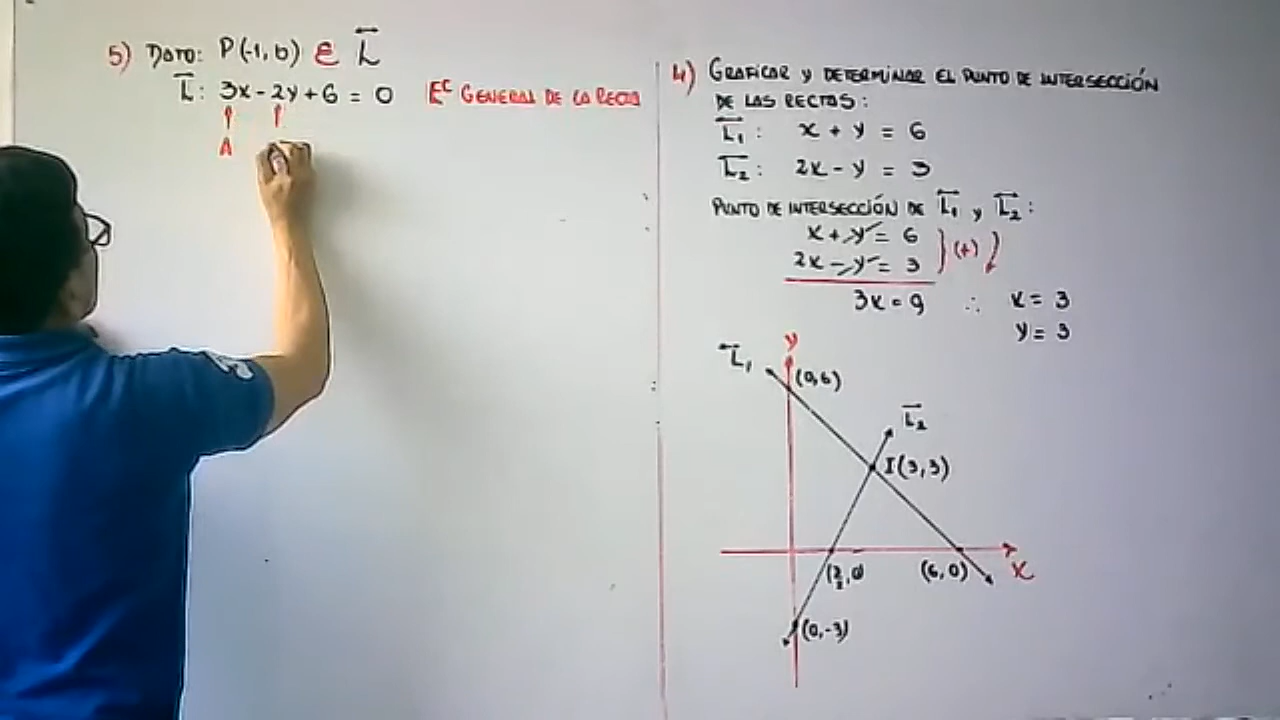 5) DATO: P(-1, b) ∈ L
L: 3x - 2y + 6 = 0 EC GENERAL DE LA RECTA
A
4) GRAFICAR Y DETERMINAR EL PUNTO DE INTERSECCIÓN
DE LAS RECTAS:
L₁: x + y = 6
L₂: 2x - y = 3
PUNTO DE INTERSECCIÓN DE L₁ y L₂:
x + y = 6
2x - y = 3
(+)
3x = 9 ∴ x = 3
y = 3
y
L₁
(0,6)
L₂
I(3,3)
(3/2, 0)
(6,0)
x
(0,-3)